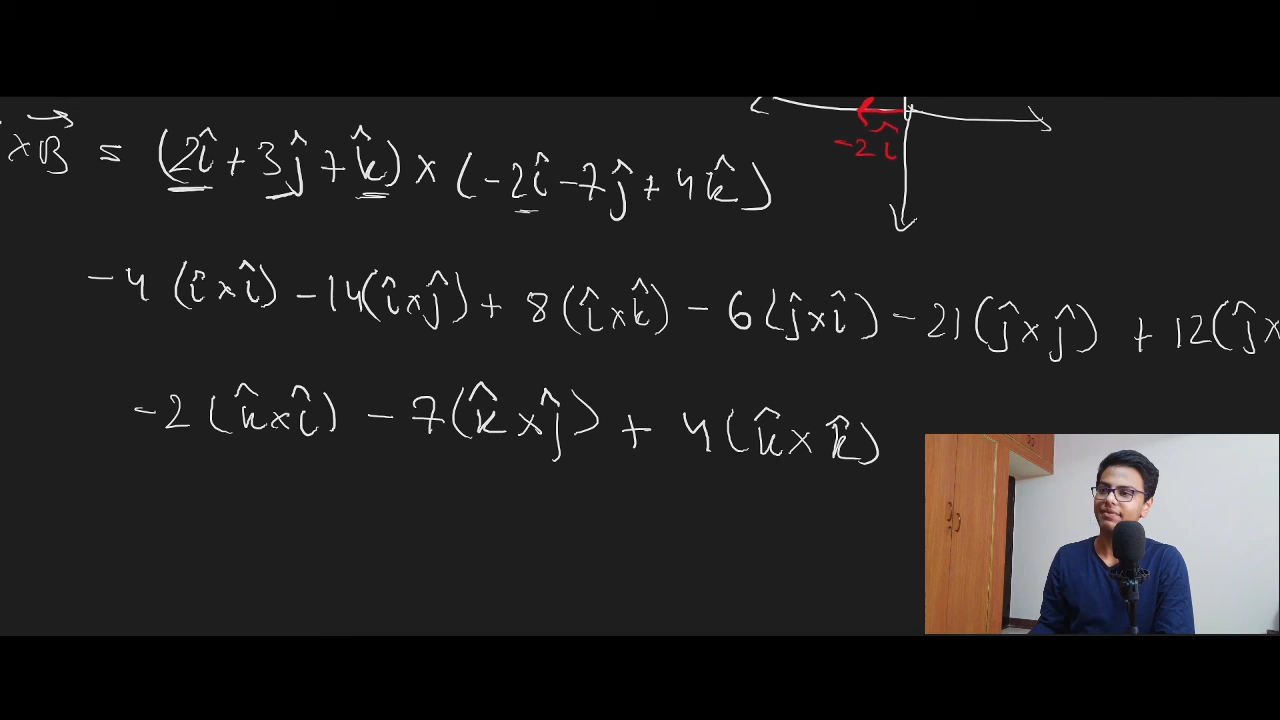 × B⃗ = (2î + 3ĵ + k̂) × (-2î - 7ĵ + 4k̂)
-2 î
-4 (î × î) - 14(î × ĵ) + 8 (î × k̂) - 6 (ĵ × î) - 21 (ĵ × ĵ) + 12(ĵ ×
-2 (k̂ × î) - 7 (k̂ × ĵ) + 4 (k̂ × k̂)